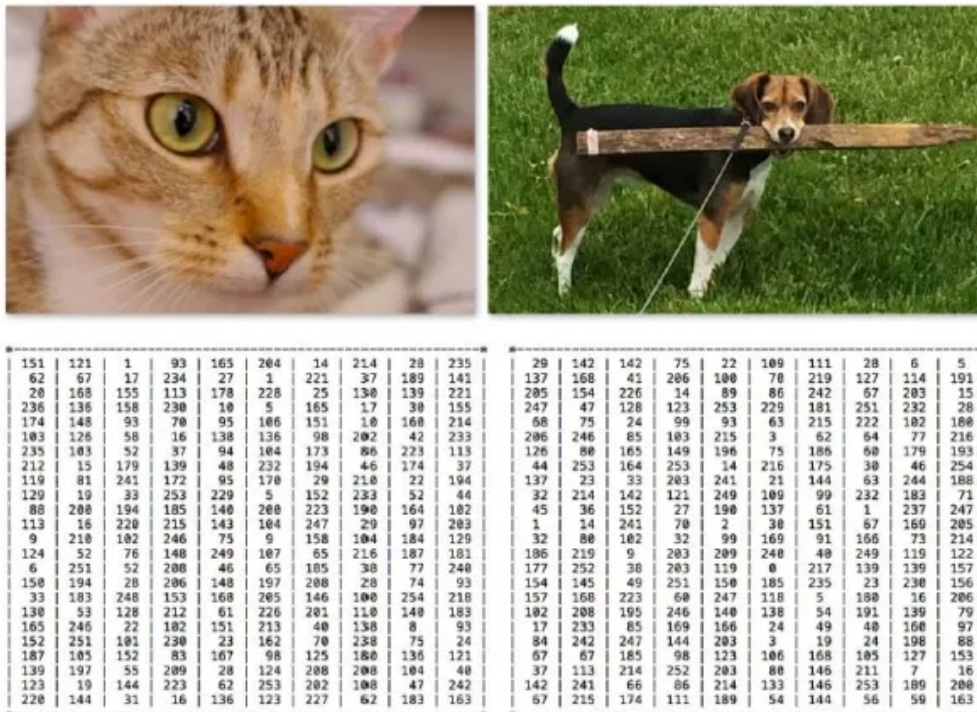 | 151 | 121 | 1 | 93 | 165 | 204 | 14 | 214 | 28 | 235 |
| 62 | 67 | 17 | 234 | 27 | 1 | 221 | 37 | 189 | 141 |
| 20 | 168 | 155 | 113 | 178 | 228 | 25 | 130 | 139 | 221 |
| 236 | 136 | 158 | 230 | 10 | 5 | 165 | 17 | 30 | 155 |
| 174 | 148 | 93 | 70 | 95 | 106 | 151 | 10 | 160 | 214 |
| 103 | 126 | 58 | 16 | 138 | 136 | 98 | 202 | 42 | 233 |
| 235 | 103 | 52 | 37 | 94 | 104 | 173 | 86 | 223 | 113 |
| 212 | 15 | 179 | 139 | 48 | 232 | 194 | 46 | 174 | 37 |
| 119 | 81 | 241 | 172 | 95 | 170 | 29 | 210 | 22 | 194 |
| 129 | 19 | 33 | 253 | 229 | 5 | 152 | 233 | 52 | 44 |
| 88 | 200 | 194 | 185 | 140 | 200 | 223 | 190 | 164 | 102 |
| 113 | 16 | 220 | 215 | 143 | 104 | 247 | 29 | 97 | 203 |
| 9 | 210 | 102 | 246 | 75 | 9 | 158 | 104 | 184 | 129 |
| 124 | 52 | 76 | 148 | 249 | 107 | 65 | 216 | 187 | 181 |
| 6 | 251 | 52 | 208 | 46 | 65 | 185 | 38 | 77 | 240 |
| 150 | 194 | 28 | 206 | 148 | 197 | 208 | 28 | 74 | 93 |
| 33 | 183 | 248 | 153 | 168 | 205 | 146 | 100 | 254 | 218 |
| 130 | 53 | 128 | 212 | 61 | 226 | 201 | 110 | 140 | 183 |
| 165 | 246 | 22 | 102 | 151 | 213 | 40 | 138 | 8 | 93 |
| 152 | 251 | 101 | 230 | 23 | 162 | 70 | 238 | 75 | 24 |
| 187 | 105 | 152 | 83 | 167 | 98 | 125 | 180 | 136 | 121 |
| 139 | 197 | 55 | 209 | 28 | 124 | 208 | 208 | 104 | 40 |
| 123 | 19 | 144 | 223 | 62 | 253 | 202 | 108 | 47 | 242 |
| 220 | 144 | 31 | 16 | 136 | 123 | 227 | 62 | 183 | 163 |
| 29 | 142 | 142 | 75 | 22 | 109 | 111 | 28 | 6 | 5
| 137 | 168 | 41 | 206 | 100 | 70 | 219 | 127 | 114 | 191
| 205 | 154 | 226 | 14 | 89 | 86 | 242 | 67 | 203 | 15
| 247 | 47 | 128 | 123 | 253 | 229 | 181 | 251 | 232 | 28
| 68 | 75 | 24 | 99 | 93 | 63 | 215 | 222 | 102 | 180
| 206 | 246 | 85 | 103 | 215 | 3 | 62 | 64 | 77 | 216
| 126 | 80 | 165 | 149 | 196 | 75 | 186 | 60 | 179 | 193
| 44 | 253 | 164 | 253 | 14 | 216 | 175 | 30 | 46 | 254
| 137 | 23 | 33 | 203 | 241 | 21 | 144 | 63 | 244 | 188
| 32 | 214 | 142 | 121 | 249 | 109 | 99 | 232 | 183 | 71
| 45 | 36 | 152 | 27 | 190 | 137 | 61 | 1 | 237 | 247
| 1 | 14 | 241 | 70 | 2 | 30 | 151 | 67 | 169 | 205
| 32 | 80 | 102 | 32 | 99 | 169 | 91 | 166 | 73 | 214
| 186 | 219 | 9 | 203 | 209 | 240 | 40 | 249 | 119 | 122
| 177 | 252 | 38 | 203 | 119 | 0 | 217 | 139 | 139 | 157
| 154 | 145 | 49 | 251 | 150 | 185 | 235 | 23 | 230 | 156
| 157 | 168 | 223 | 60 | 247 | 118 | 5 | 180 | 16 | 206
| 102 | 208 | 195 | 246 | 140 | 138 | 54 | 191 | 139 | 79
| 17 | 233 | 85 | 169 | 166 | 24 | 49 | 40 | 160 | 97
| 84 | 242 | 247 | 144 | 203 | 3 | 19 | 24 | 198 | 88
| 67 | 67 | 185 | 98 | 123 | 106 | 168 | 105 | 127 | 153
| 37 | 113 | 214 | 252 | 203 | 80 | 146 | 211 | 7 | 16
| 142 | 241 | 66 | 86 | 214 | 133 | 146 | 253 | 189 | 200
| 67 | 215 | 174 | 111 | 189 | 54 | 144 | 56 | 59 | 163